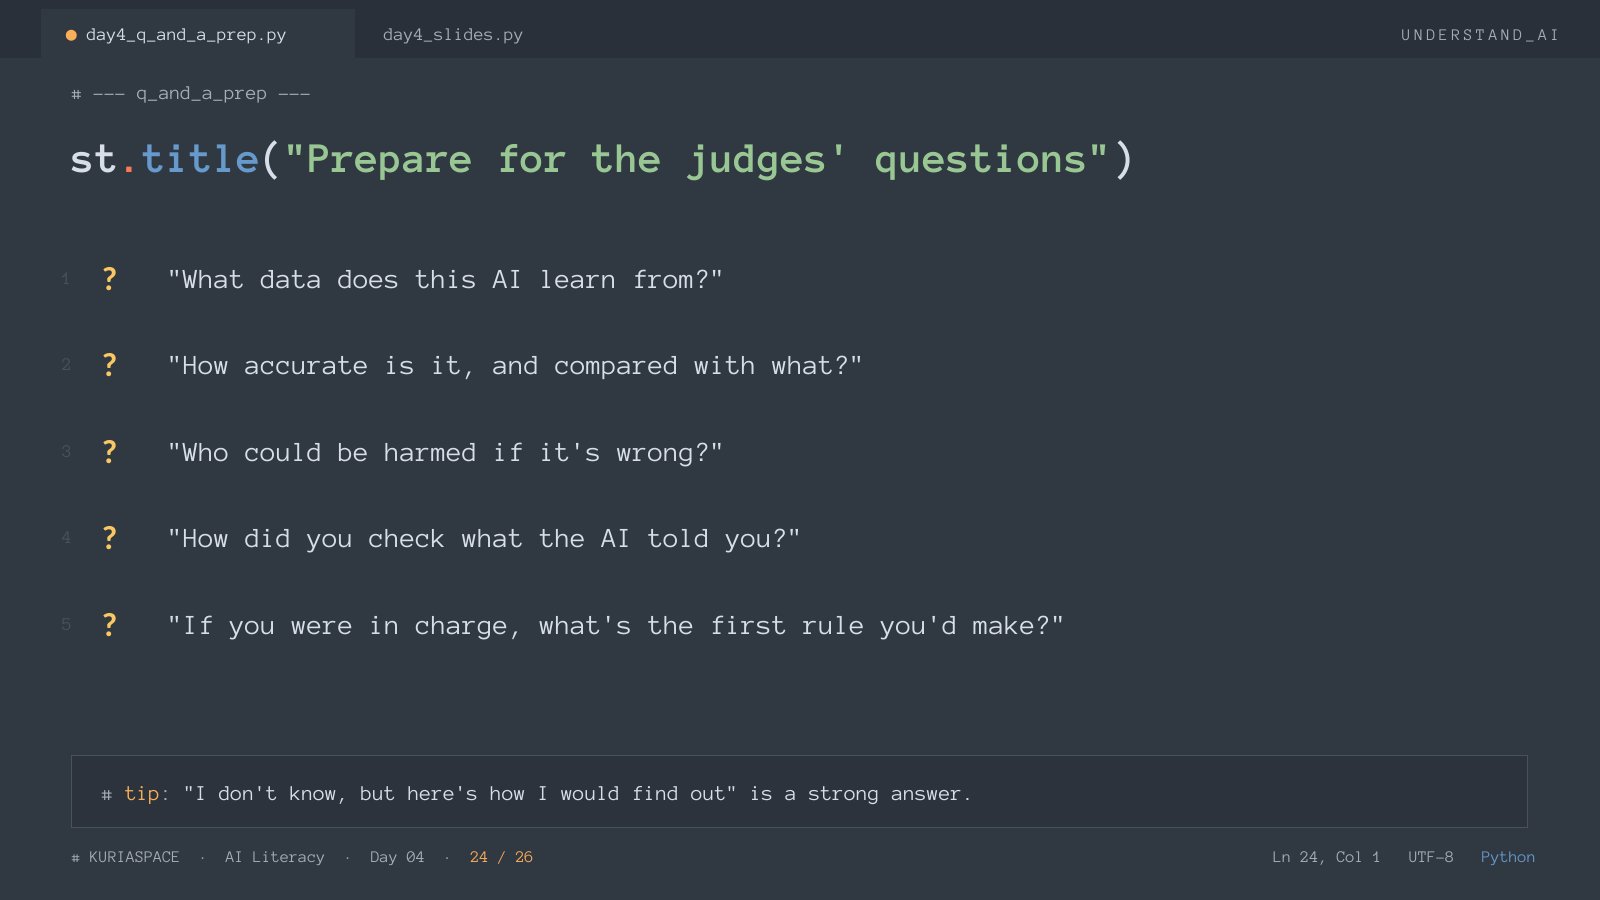 day4_q_and_a_prep.py
day4_slides.py
UNDERSTAND_AI
# --- q_and_a_prep ---
st.title("Prepare for the judges' questions")
1 ? "What data does this AI learn from?"
2 ? "How accurate is it, and compared with what?"
3 ? "Who could be harmed if it's wrong?"
4 ? "How did you check what the AI told you?"
5 ? "If you were in charge, what's the first rule you'd make?"
# tip: "I don't know, but here's how I would find out" is a strong answer.
# KURIASPACE · AI Literacy · Day 04 · 24 / 26
Ln 24, Col 1 UTF-8 Python